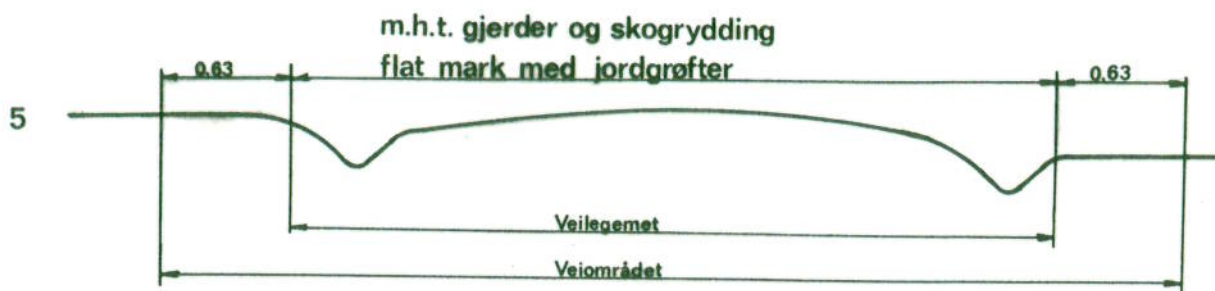 m.h.t. gjerder og skogrydding
flat mark med jordgrøfter
0.63
0.63
5
Veilegemet
Veiområdet